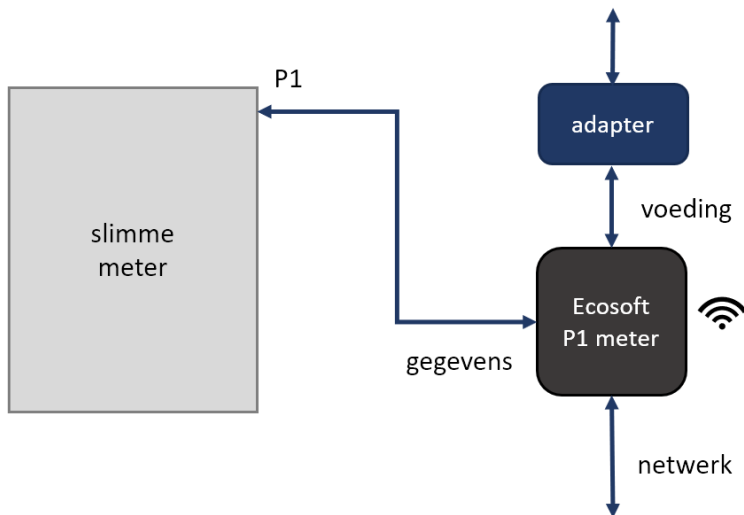 P1
adapter
voeding
slimme
meter
Ecosoft
P1 meter
gegevens
netwerk